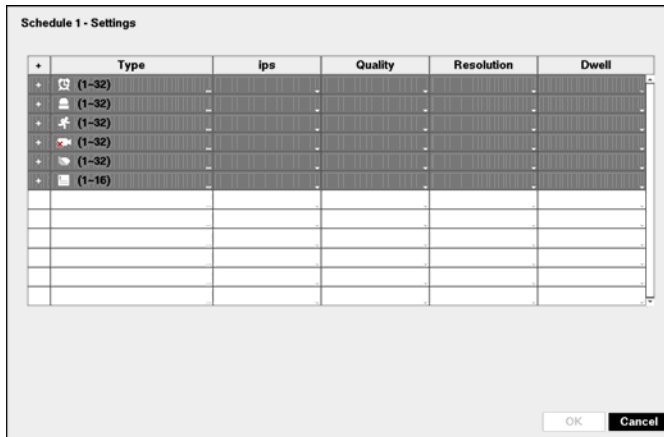 Schedule 1 - Settings
+ Type ips Quality Resolution Dwell
+ (1~32)
+ (1~32)
+ (1~32)
+ (1~32)
+ (1~32)
+ (1~16)
OK Cancel